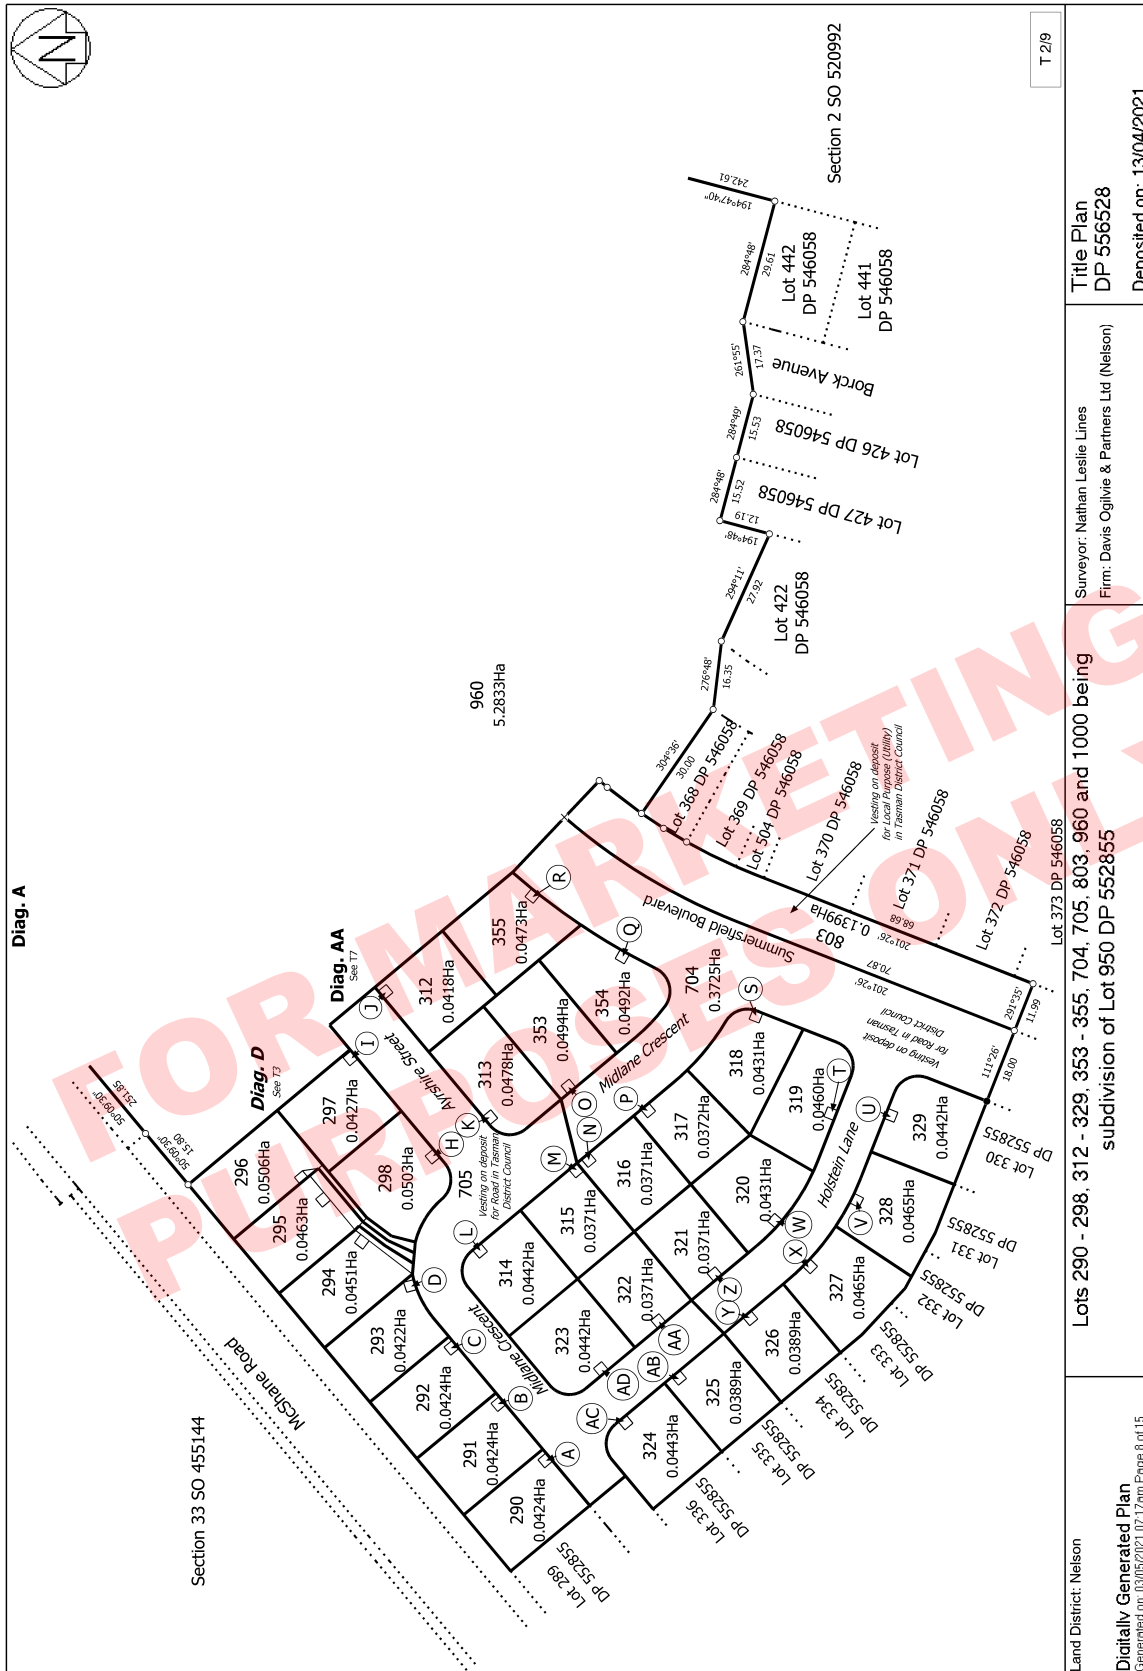 N
Diag. A
T 2/9
Section 2 SO 520992
242.61
194°47'40"
284°48'
29.61
Lot 442
DP 546058
Lot 441
DP 546058
261°55'
17.37
Borck Avenue
284°49'
15.53
Lot 426 DP 546058
284°48'
15.52
Lot 427 DP 546058
12.19
194°48'
294°11'
27.92
Lot 422
DP 546058
276°48'
16.35
304°36'
30.00
960
5.2833Ha
Lot 368 DP 546058
Lot 369 DP 546058
Lot 504 DP 546058
Lot 370 DP 546058
Lot 371 DP 546058
Lot 372 DP 546058
Lot 373 DP 546058
Vesting on deposit
for Local Purpose (Utility)
in Tasman District Council
803
0.1399Ha
201°26'
68.68
Summersfield Boulevard
70.87
201°26'
291°35'
11.99
111°26'
18.00
Vesting on deposit
for Road in Tasman
District Council
704
0.3725Ha
Diag. AA
See T7
Diag. D
See T3
355
0.0473Ha
R
312
0.0418Ha
J
354
0.0492Ha
Q
353
0.0494Ha
313
0.0478Ha
Ayrshire Street
I
H
K
Midlane Crescent
S
P
O
N
M
318
0.0431Ha
319
0.0460Ha
T
317
0.0372Ha
316
0.0371Ha
320
0.0431Ha
315
0.0371Ha
321
0.0371Ha
314
0.0442Ha
L
322
0.0371Ha
323
0.0442Ha
705
Vesting on deposit
for Road in Tasman
District Council
297
0.0427Ha
298
0.0503Ha
296
0.0506Ha
295
0.0463Ha
294
0.0451Ha
D
293
0.0422Ha
C
292
0.0424Ha
B
291
0.0424Ha
A
290
0.0424Ha
Midlane Crescent
251.85
50°09'30"
15.80
50°09'30"
McShane Road
Section 33 SO 455144
Holstein Lane
U
329
0.0442Ha
V
328
0.0465Ha
W
X
327
0.0465Ha
Y
Z
326
0.0389Ha
AA
AB
325
0.0389Ha
AD
AC
324
0.0443Ha
Lot 289
DP 552855
Lot 336
DP 552855
Lot 335
DP 552855
Lot 334
DP 552855
Lot 333
DP 552855
Lot 332
DP 552855
Lot 331
DP 552855
Lot 330
DP 552855
FOR MARKETING
PURPOSES ONLY
Land District: Nelson
Digitally Generated Plan
Generated on: 03/05/2021 07:17am Page 8 of 15
Lots 290 - 298, 312 - 329, 353 - 355, 704, 705, 803, 960 and 1000 being
subdivision of Lot 950 DP 552855
Surveyor: Nathan Leslie Lines
Firm: Davis Ogilvie & Partners Ltd (Nelson)
Title Plan
DP 556528
Deposited on: 13/04/2021